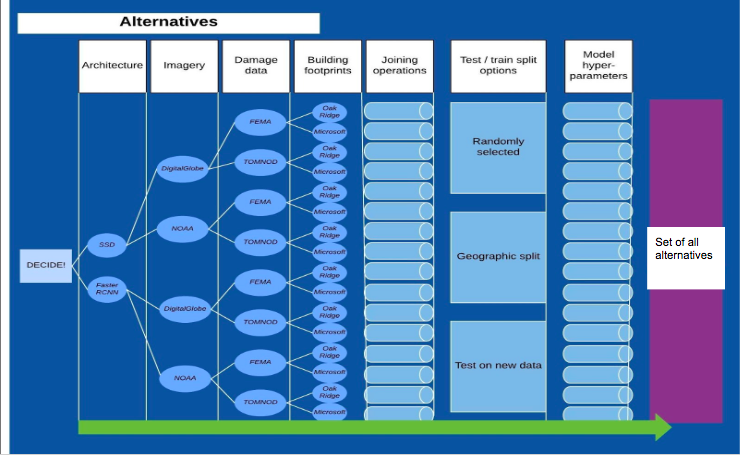 Alternatives
Architecture
Imagery
Damage
data
Building
footprints
Joining
operations
Test / train split
options
Model
hyper-
parameters
DECIDE!
SSD
Faster
RCNN
DigitalGlobe
NOAA
DigitalGlobe
NOAA
FEMA
TOMNOD
FEMA
TOMNOD
FEMA
TOMNOD
FEMA
TOMNOD
Oak
Ridge
Microsoft
Oak
Ridge
Microsoft
Oak
Ridge
Microsoft
Oak
Ridge
Microsoft
Oak
Ridge
Microsoft
Oak
Ridge
Microsoft
Oak
Ridge
Microsoft
Oak
Ridge
Microsoft
Randomly
selected
Geographic split
Test on new data
Set of all
alternatives